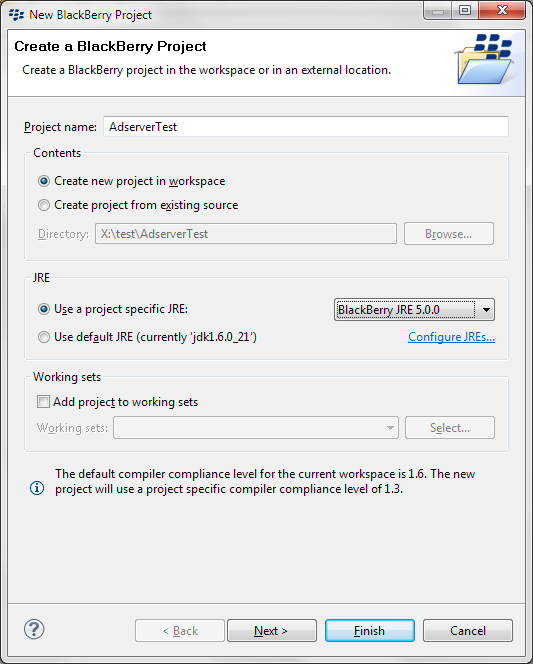 New BlackBerry Project
Create a BlackBerry Project
Create a BlackBerry project in the workspace or in an external location.
Project name: AdserverTest
Contents
Create new project in workspace
Create project from existing source
Directory: X:\test\AdserverTest Browse...
JRE
Use a project specific JRE: BlackBerry JRE 5.0.0
Use default JRE (currently 'jdk1.6.0_21') Configure JREs...
Working sets
Add project to working sets
Working sets: Select...
The default compiler compliance level for the current workspace is 1.6. The new
project will use a project specific compiler compliance level of 1.3.
? < Back Next > Finish Cancel